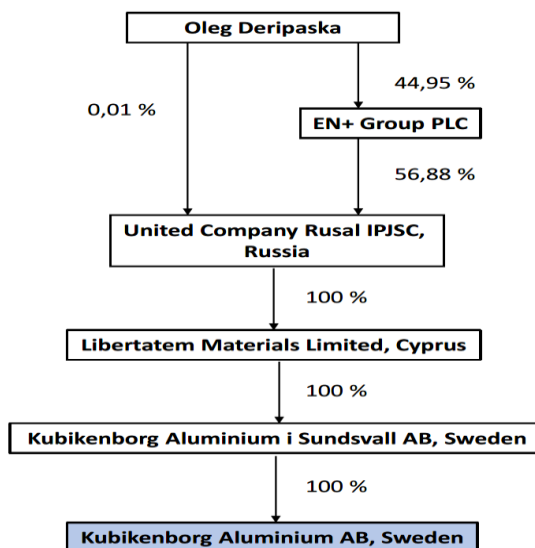 Oleg Deripaska
44,95 %
0,01 %
EN+ Group PLC
56,88 %
United Company Rusal IPJSC,
Russia
100 %
Libertatem Materials Limited, Cyprus
100 %
Kubikenborg Aluminium i Sundsvall AB, Sweden
100 %
Kubikenborg Aluminium AB, Sweden